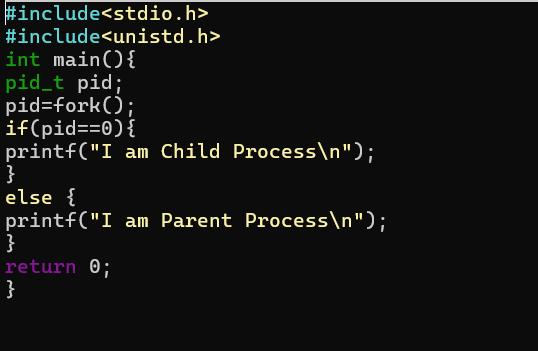 #include<stdio.h>
#include<unistd.h>
int main(){
pid_t pid;
pid=fork();
if(pid==0){
printf("I am Child Process\n");
}
else {
printf("I am Parent Process\n");
}
return 0;
}